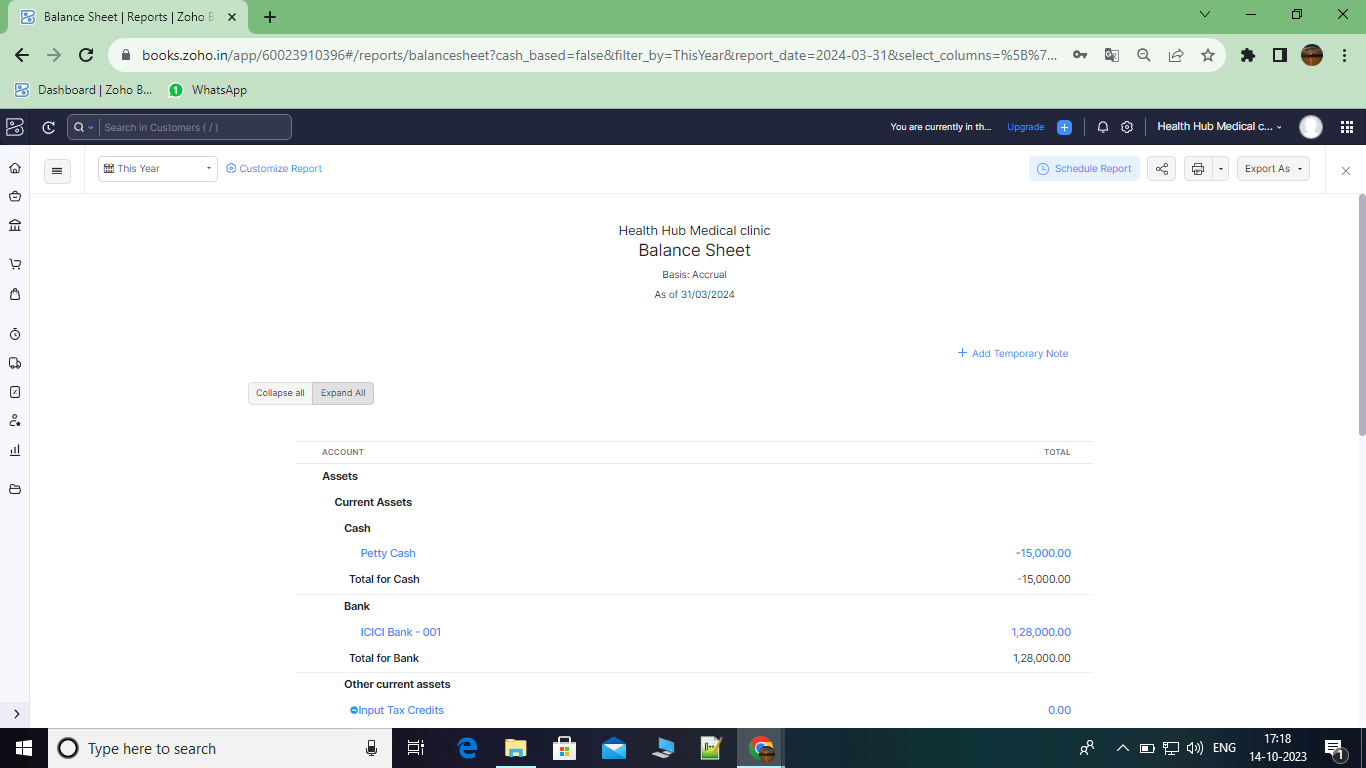 Balance Sheet | Reports | Zoho B
books.zoho.in/app/60023910396#/reports/balancesheet?cash_based=false&filter_by=ThisYear&report_date=2024-03-31&select_columns=%5B%7...
Dashboard | Zoho B...
1 WhatsApp
Search in Customers ( / )
You are currently in th...
Upgrade
Health Hub Medical c...
This Year
Customize Report
Schedule Report
Export As
Health Hub Medical clinic
Balance Sheet
Basis: Accrual
As of 31/03/2024
+ Add Temporary Note
Collapse all Expand All
ACCOUNT TOTAL
Assets
Current Assets
Cash
Petty Cash -15,000.00
Total for Cash -15,000.00
Bank
ICICI Bank - 001 1,28,000.00
Total for Bank 1,28,000.00
Other current assets
Input Tax Credits 0.00
Type here to search
ENG
17:18
14-10-2023
1